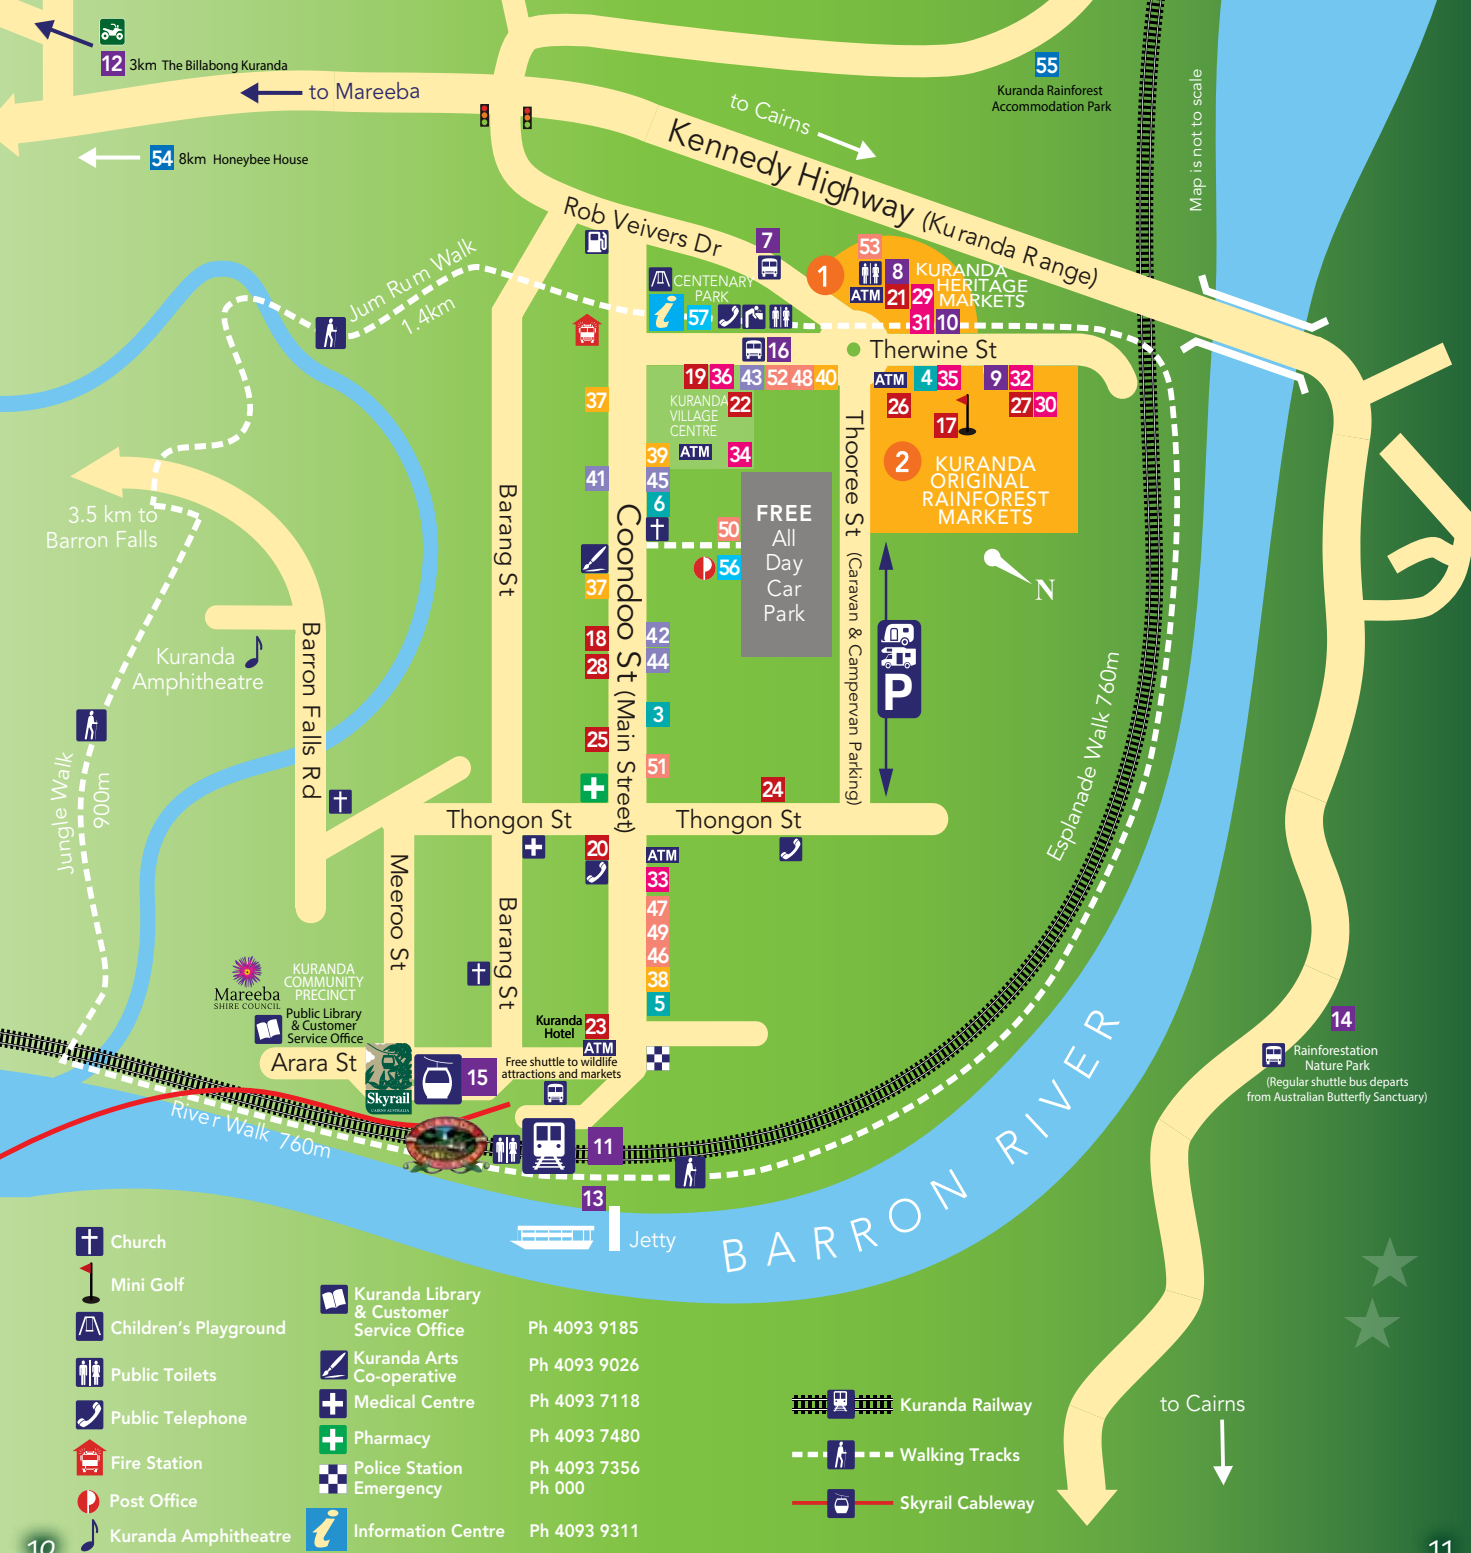 12 3km The Billabong Kuranda
to Mareeba
54 8km Honeybee House
55
Kuranda Rainforest
Accommodation Park
Map is not to scale
to Cairns
Kennedy Highway (Kuranda Range)
Rob Veivers Dr
7
53
1
8 KURANDA
HERITAGE
MARKETS
ATM 21 29
31 10
CENTENARY
PARK
57
Jum Rum Walk
1.4km
16
Therwine St
19 36 43 52 48 40
ATM 4 35 9 32
37
KURANDA
VILLAGE
CENTRE
22
26
17
27 30
39 ATM 34
2
KURANDA
ORIGINAL
RAINFOREST
MARKETS
41
45
6
50
56
FREE
All
Day
Car
Park
Thooree St (Caravan & Campervan Parking)
N
P
3.5 km to
Barron Falls
Barang St
Coondoo St (Main Street)
37
18
28
42
44
3
25
51
24
Kuranda
Amphitheatre
Barron Falls Rd
Jungle Walk
900m
Esplanade Walk 760m
Thongon St
Thongon St
20
ATM
33
47
49
46
38
5
Meeroo St
Barang St
Mareeba
SHIRE COUNCIL
KURANDA
COMMUNITY
PRECINCT
Public Library
& Customer
Service Office
Arara St
Skyrail
CAIRNS AUSTRALIA
15
Kuranda
Hotel
23
ATM
Free shuttle to wildlife
attractions and markets
11
13
Jetty
River Walk 760m
BARRON RIVER
14
Rainforestation
Nature Park
(Regular shuttle bus departs
from Australian Butterfly Sanctuary)
to Cairns
Church
Mini Golf
Children's Playground
Public Toilets
Public Telephone
Fire Station
Post Office
Kuranda Amphitheatre
Kuranda Library
& Customer
Service Office Ph 4093 9185
Kuranda Arts
Co-operative Ph 4093 9026
Medical Centre Ph 4093 7118
Pharmacy Ph 4093 7480
Police Station Ph 4093 7356
Emergency Ph 000
Information Centre Ph 4093 9311
Kuranda Railway
Walking Tracks
Skyrail Cableway
10
11